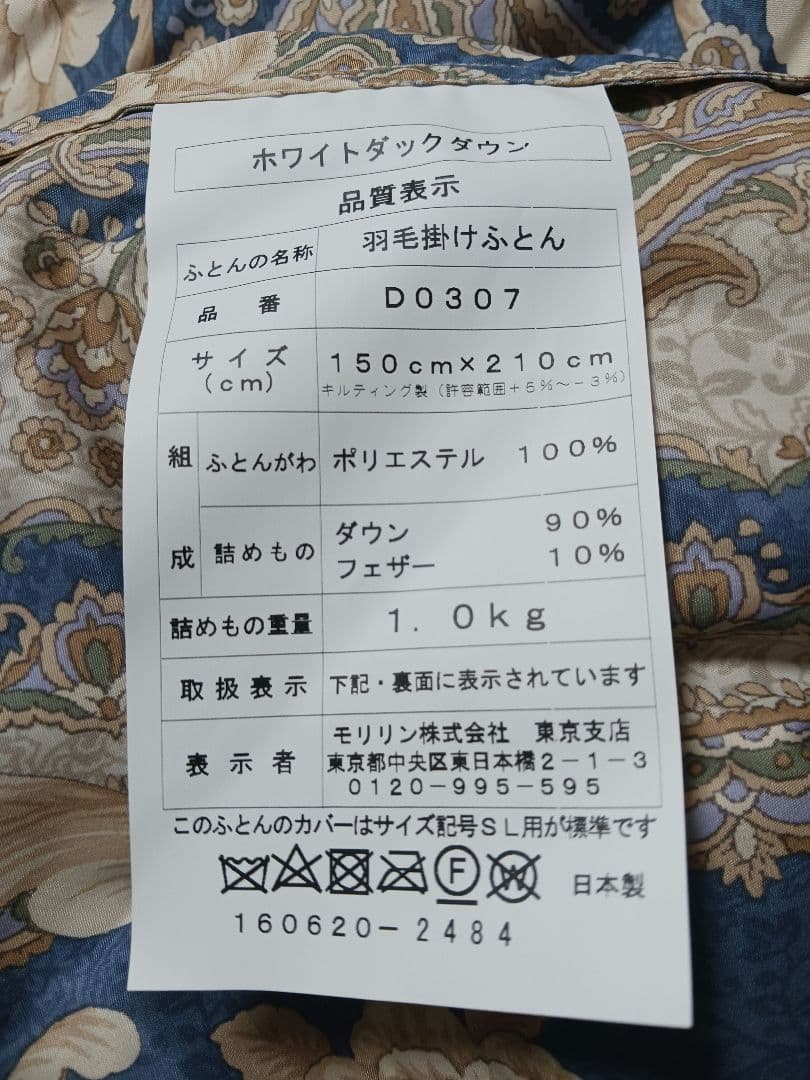 ホワイトダックダウン
品質表示
ふとんの名称 羽毛掛けふとん
品番 D0307
サイズ(cm) 150cm×210cm
キルティング製(許容範囲+5%~-3%)
組成 ふとんがわ ポリエステル 100%
詰めもの ダウン 90%
フェザー 10%
詰めもの重量 1.0kg
取扱表示 下記・裏面に表示されています
表示者 モリリン株式会社 東京支店
東京都中央区東日本橋2-1-3
0120-995-595
このふとんのカバーはサイズ記号SL用が標準です
F W 日本製
160620-2484